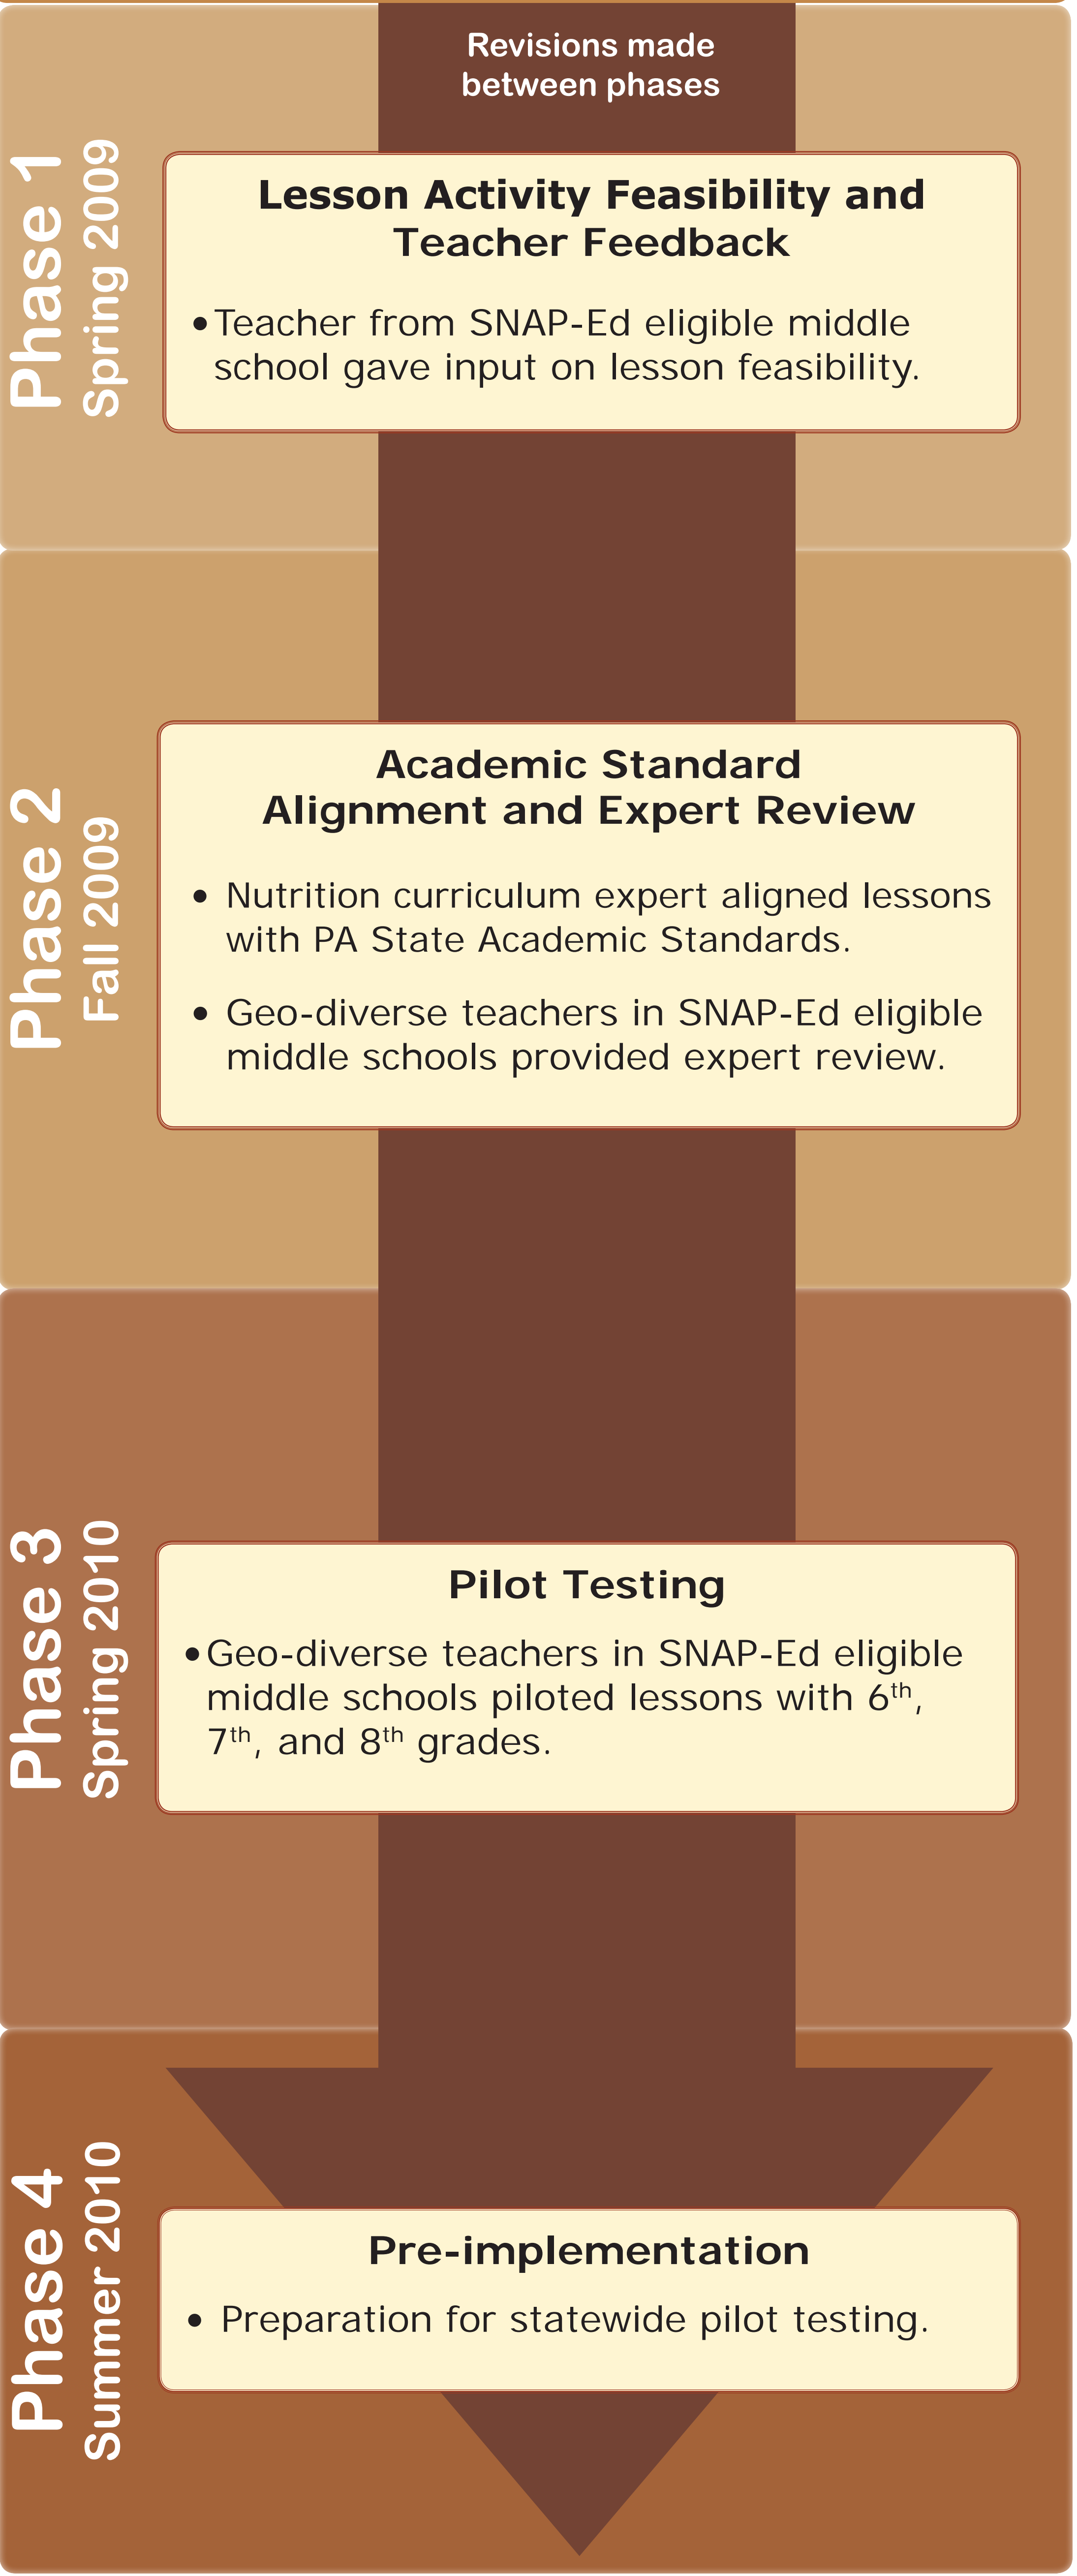 Revisions made
between phases
Phase 1
Spring 2009
Lesson Activity Feasibility and
Teacher Feedback
•Teacher from SNAP-Ed eligible middle
school gave input on lesson feasibility.
Phase 2
Fall 2009
Academic Standard
Alignment and Expert Review
• Nutrition curriculum expert aligned lessons
with PA State Academic Standards.
• Geo-diverse teachers in SNAP-Ed eligible
middle schools provided expert review.
Phase 3
Spring 2010
Pilot Testing
•Geo-diverse teachers in SNAP-Ed eligible
middle schools piloted lessons with 6th,
7th, and 8th grades.
Phase 4
Summer 2010
Pre-implementation
• Preparation for statewide pilot testing.